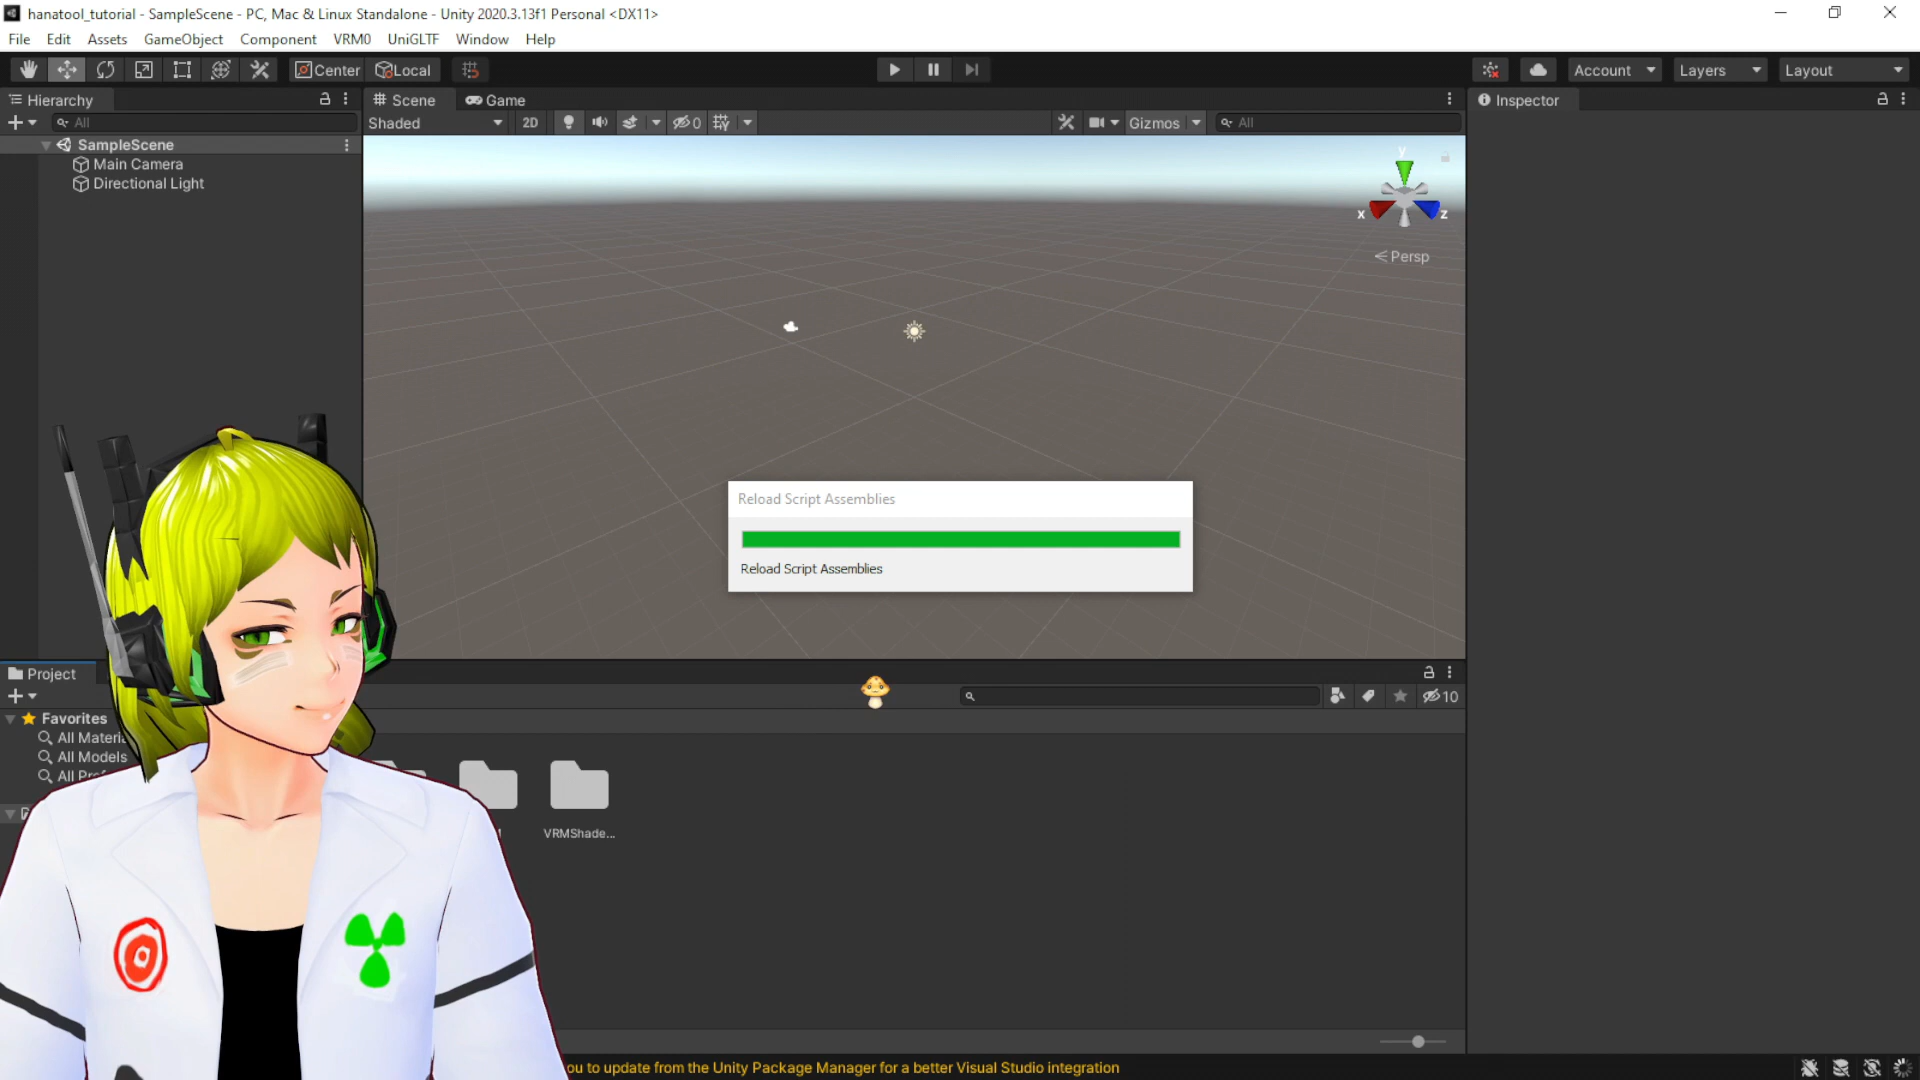 hanatool_tutorial - SampleScene - PC, Mac & Linux Standalone - Unity 2020.3.13f1 Personal <DX11>
File Edit Assets GameObject Component VRM0 UniGLTF Window Help
Center Local Account Layers Layout
Hierarchy
Scene Game
Inspector
All
Shaded 2D 0 Gizmos All
SampleScene
Main Camera
Directional Light
y
x z
Persp
Reload Script Assemblies
Reload Script Assemblies
Project
10
Favorites
All Materia
All Models
All Pref
VRMShade...
ou to update from the Unity Package Manager for a better Visual Studio integration